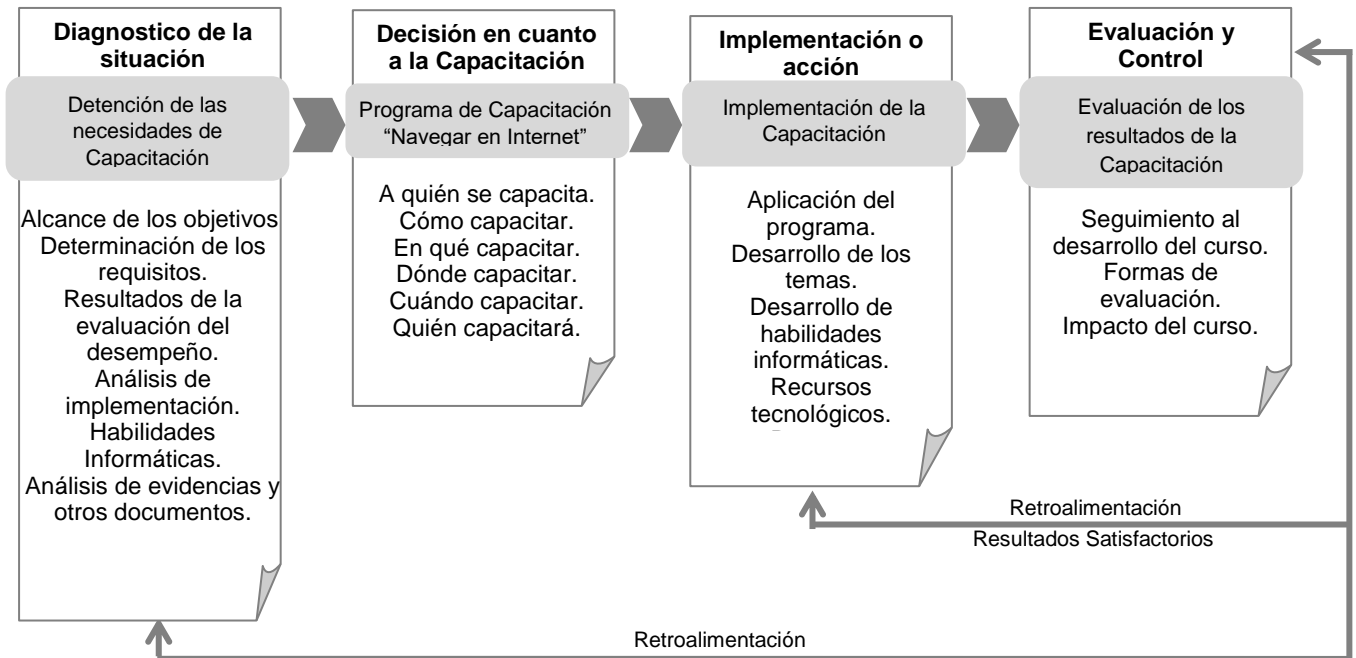 Diagnostico de la
situación
Detención de las
necesidades de
Capacitación
Alcance de los objetivos
Determinación de los
requisitos.
Resultados de la
evaluación del
desempeño.
Análisis de
implementación.
Habilidades
Informáticas.
Análisis de evidencias y
otros documentos.
Decisión en cuanto
a la Capacitación
Programa de Capacitación
“Navegar en Internet”
A quién se capacita.
Cómo capacitar.
En qué capacitar.
Dónde capacitar.
Cuándo capacitar.
Quién capacitará.
Implementación o
acción
Implementación de la
Capacitación
Aplicación del
programa.
Desarrollo de los
temas.
Desarrollo de
habilidades
informáticas.
Recursos
tecnológicos.
Evaluación y
Control
Evaluación de los
resultados de la
Capacitación
Seguimiento al
desarrollo del curso.
Formas de
evaluación.
Impacto del curso.
Retroalimentación
Resultados Satisfactorios
Retroalimentación